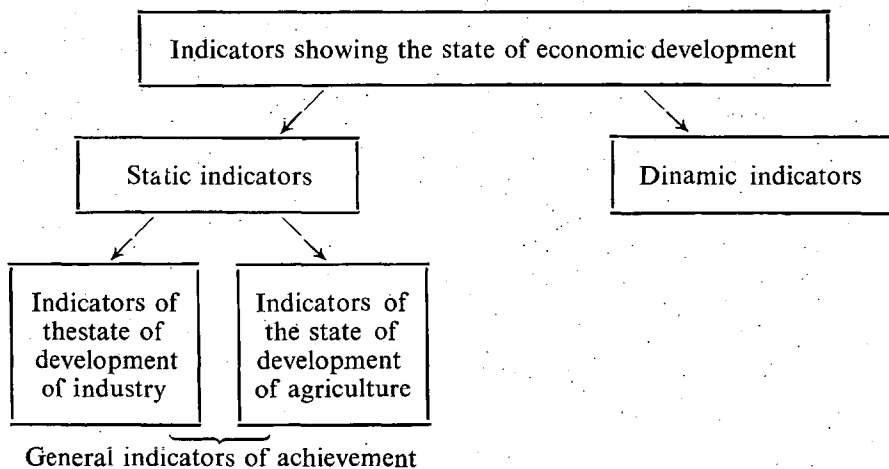 Indicators showing the state of economic development
Static indicators
Dinamic indicators
Indicators of
thestate of
development
of industry
Indicators of
the state of
development
of agriculture
General indicators of achievement